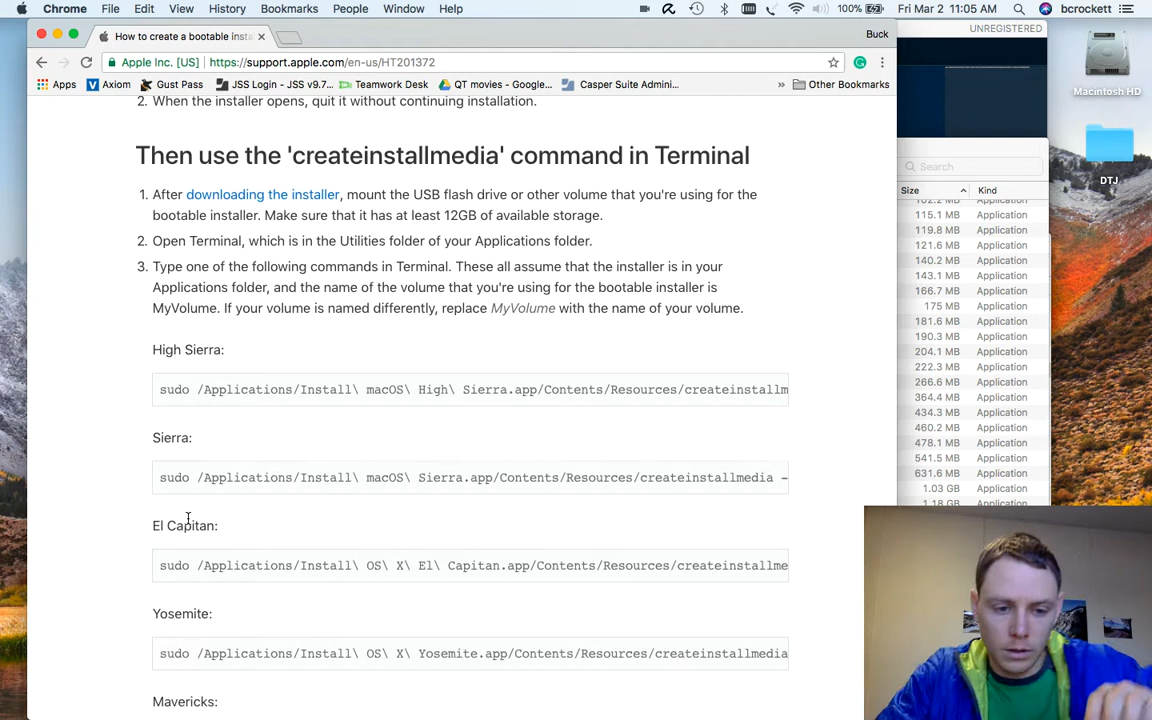 Chrome File Edit View History Bookmarks People Window Help 100% Fri Mar 2 11:05 AM bcrockett
How to create a bootable insta
Buck
UNREGISTERED
Apple Inc. [US] https://support.apple.com/en-us/HT201372
Apps Axiom Gust Pass JSS Login - JSS v9.7... Teamwork Desk QT movies - Google... Casper Suite Admini... » Other Bookmarks
Macintosh HD
2. When the installer opens, quit it without continuing installation.
Then use the 'createinstallmedia' command in Terminal
1. After downloading the installer, mount the USB flash drive or other volume that you're using for the
bootable installer. Make sure that it has at least 12GB of available storage.
2. Open Terminal, which is in the Utilities folder of your Applications folder.
3. Type one of the following commands in Terminal. These all assume that the installer is in your
Applications folder, and the name of the volume that you're using for the bootable installer is
MyVolume. If your volume is named differently, replace MyVolume with the name of your volume.
High Sierra:
sudo /Applications/Install\ macOS\ High\ Sierra.app/Contents/Resources/createinstallm
Sierra:
sudo /Applications/Install\ macOS\ Sierra.app/Contents/Resources/createinstallmedia -
El Capitan:
sudo /Applications/Install\ OS\ X\ El\ Capitan.app/Contents/Resources/createinstallme
Yosemite:
sudo /Applications/Install\ OS\ X\ Yosemite.app/Contents/Resources/createinstallmedia
Mavericks:
Search
Size Kind
102.2 MB Application
115.1 MB Application
119.8 MB Application
121.6 MB Application
140.2 MB Application
143.1 MB Application
166.7 MB Application
175 MB Application
181.6 MB Application
190.3 MB Application
204.1 MB Application
222.3 MB Application
266.6 MB Application
364.4 MB Application
434.3 MB Application
460.2 MB Application
478.1 MB Application
541.5 MB Application
631.6 MB Application
1.03 GB Application
1.18 GB Application
DTJ